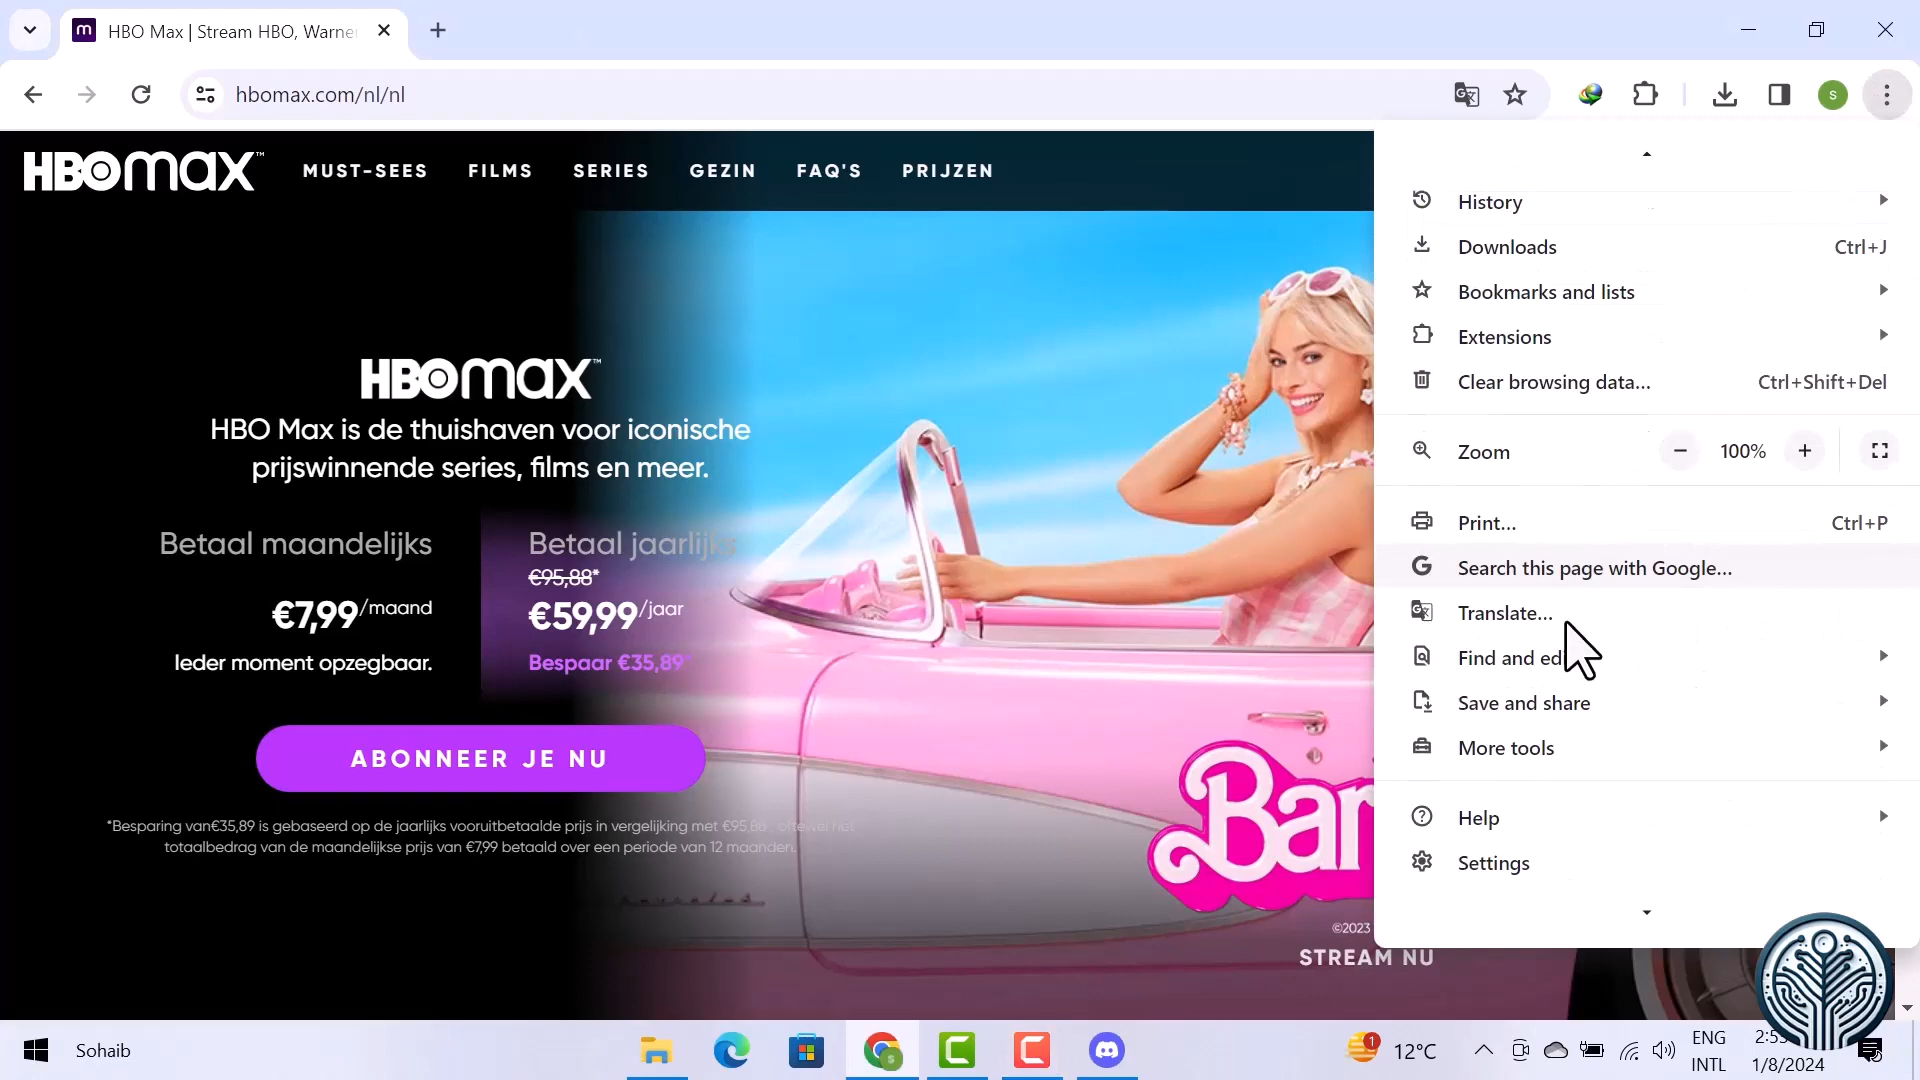 HBO Max | Stream HBO, Warne
hbomax.com/nl/nl
S
HBOmax™
MUST-SEES FILMS SERIES GEZIN FAQ'S PRIJZEN
HBOmax™
HBO Max is de thuishaven voor iconische
prijswinnende series, films en meer.
Betaal maandelijks
€7,99/maand
Ieder moment opzegbaar.
Betaal jaarlijks
€95,88*
€59,99/jaar
Bespaar €35,89*
ABONNEER JE NU
*Besparing van€35,89 is gebaseerd op de jaarlijks vooruitbetaalde prijs in vergelijking met €95,88, oftewel het
totaalbedrag van de maandelijkse prijs van €7,99 betaald over een periode van 12 maanden.
Bar
©2023
STREAM NU
History
Downloads Ctrl+J
Bookmarks and lists
Extensions
Clear browsing data... Ctrl+Shift+Del
Zoom 100%
Print... Ctrl+P
Search this page with Google...
Translate...
Find and ed
Save and share
More tools
Help
Settings
Sohaib
1
12°C
ENG
INTL
1/8/2024